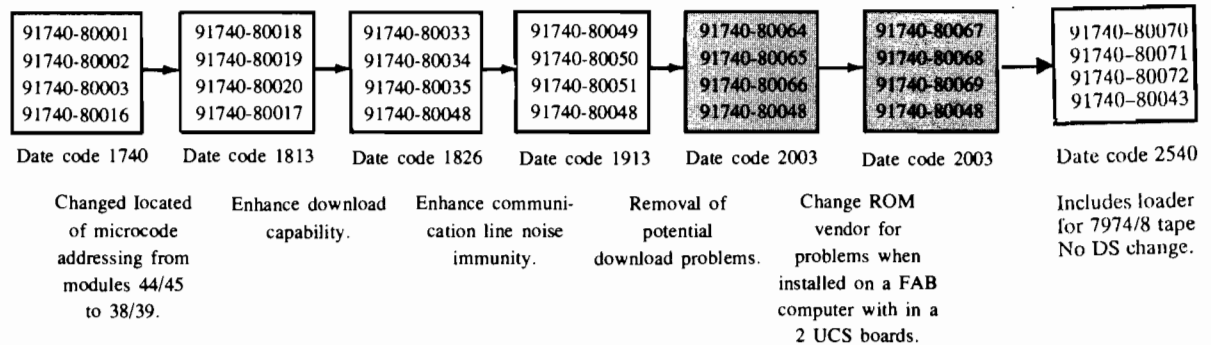 91740-80001
91740-80002
91740-80003
91740-80016
Date code 1740
91740-80018
91740-80019
91740-80020
91740-80017
Date code 1813
91740-80033
91740-80034
91740-80035
91740-80048
Date code 1826
91740-80049
91740-80050
91740-80051
91740-80048
Date code 1913
91740-80064
91740-80065
91740-80066
91740-80048
Date code 2003
91740-80067
91740-80068
91740-80069
91740-80048
Date code 2003
91740-80070
91740-80071
91740-80072
91740-80043
Date code 2540
Changed located
of microcode
addressing from
modules 44/45
to 38/39.
Enhance download
capability.
Enhance communi-
cation line noise
immunity.
Removal of
potential
download problems.
Change ROM
vendor for
problems when
installed on a FAB
computer with in a
2 UCS boards.
Includes loader
for 7974/8 tape
No DS change.